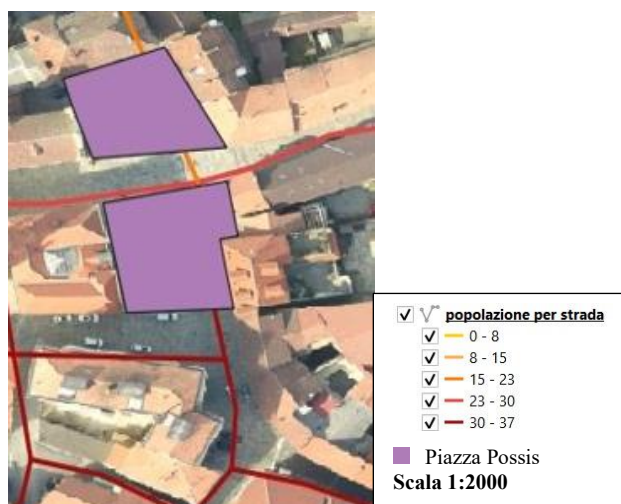 popolazione per strada
0 - 8
8 - 15
15 - 23
23 - 30
30 - 37
Piazza Possis
Scala 1:2000